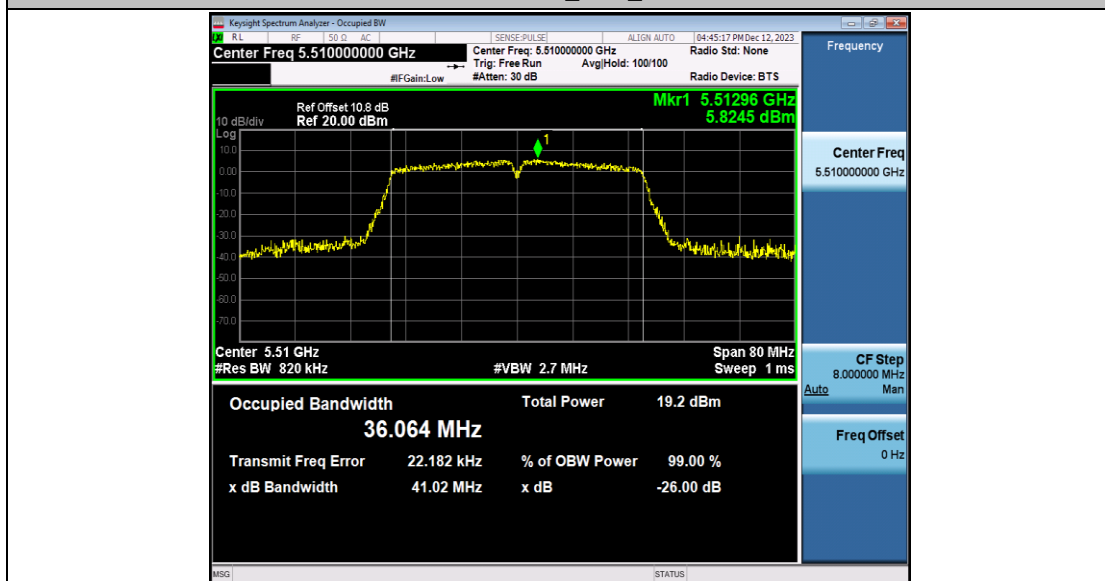 Keysight Spectrum Analyzer - Occupied BW
RL RF 50 Ω AC SENSE:PULSE ALIGN AUTO 04:45:17 PM Dec 12, 2023
Center Freq 5.510000000 GHz
Center Freq: 5.510000000 GHz
Radio Std: None
Trig: Free Run Avg|Hold: 100/100
#IFGain:Low #Atten: 30 dB Radio Device: BTS
Frequency
Mkr1 5.51296 GHz
5.8245 dBm
Ref Offset 10.8 dB
10 dB/div Ref 20.00 dBm
Log
10.0
0.00
-10.0
-20.0
-30.0
-40.0
-50.0
-60.0
-70.0
1
Center 5.51 GHz Span 80 MHz
#Res BW 820 kHz #VBW 2.7 MHz Sweep 1 ms
Occupied Bandwidth Total Power 19.2 dBm
36.064 MHz
Transmit Freq Error 22.182 kHz % of OBW Power 99.00 %
x dB Bandwidth 41.02 MHz x dB -26.00 dB
Center Freq
5.510000000 GHz
CF Step
8.000000 MHz
Auto Man
Freq Offset
0 Hz
MSG STATUS